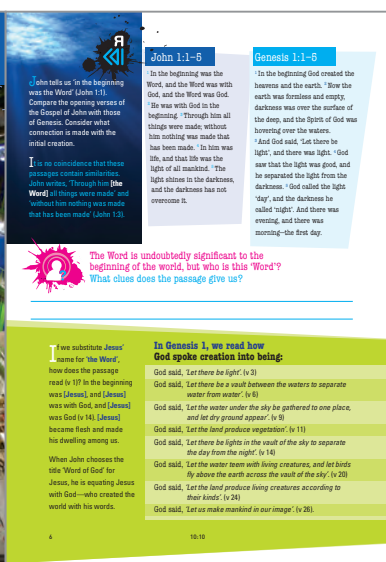 R
John tells us 'in the beginning
was the Word' (John 1:1).
Compare the opening verses of
the Gospel of John with those
of Genesis. Consider what
connection is made with the
initial creation.
It is no coincidence that these
passages contain similarities.
John writes, 'Through him [the
Word] all things were made' and
'without him nothing was made
that has been made' (John 1:3).
John 1:1–5
1 In the beginning was the
Word, and the Word was with
God, and the Word was God.
2 He was with God in the
beginning. 3 Through him all
things were made; without
him nothing was made that
has been made. 4 In him was
life, and that life was the
light of all mankind. 5 The
light shines in the darkness,
and the darkness has not
overcome it.
Genesis 1:1–5
1 In the beginning God created the
heavens and the earth. 2 Now the
earth was formless and empty,
darkness was over the surface of
the deep, and the Spirit of God was
hovering over the waters.
3 And God said, 'Let there be
light', and there was light. 4 God
saw that the light was good, and
he separated the light from the
darkness. 5 God called the light
'day', and the darkness he
called 'night'. And there was
evening, and there was
morning—the first day.
The Word is undoubtedly significant to the
beginning of the world, but who is this 'Word'?
What clues does the passage give us?
If we substitute Jesus'
name for 'the Word',
how does the passage
read (v 1)? In the beginning
was [Jesus], and [Jesus]
was with God, and [Jesus]
was God (v 14). [Jesus]
became flesh and made
his dwelling among us.
When John chooses the
title 'Word of God' for
Jesus, he is equating Jesus
with God—who created the
world with his words.
In Genesis 1, we read how
God spoke creation into being:
God said, 'Let there be light'. (v 3)
God said, 'Let there be a vault between the waters to separate
water from water'. (v 6)
God said, 'Let the water under the sky be gathered to one place,
and let dry ground appear'. (v 9)
God said, 'Let the land produce vegetation'. (v 11)
God said, 'Let there be lights in the vault of the sky to separate
the day from the night'. (v 14)
God said, 'Let the water teem with living creatures, and let birds
fly above the earth across the vault of the sky'. (v 20)
God said, 'Let the land produce living creatures according to
their kinds'. (v 24)
God said, 'Let us make mankind in our image'. (v 26).
6
10:10